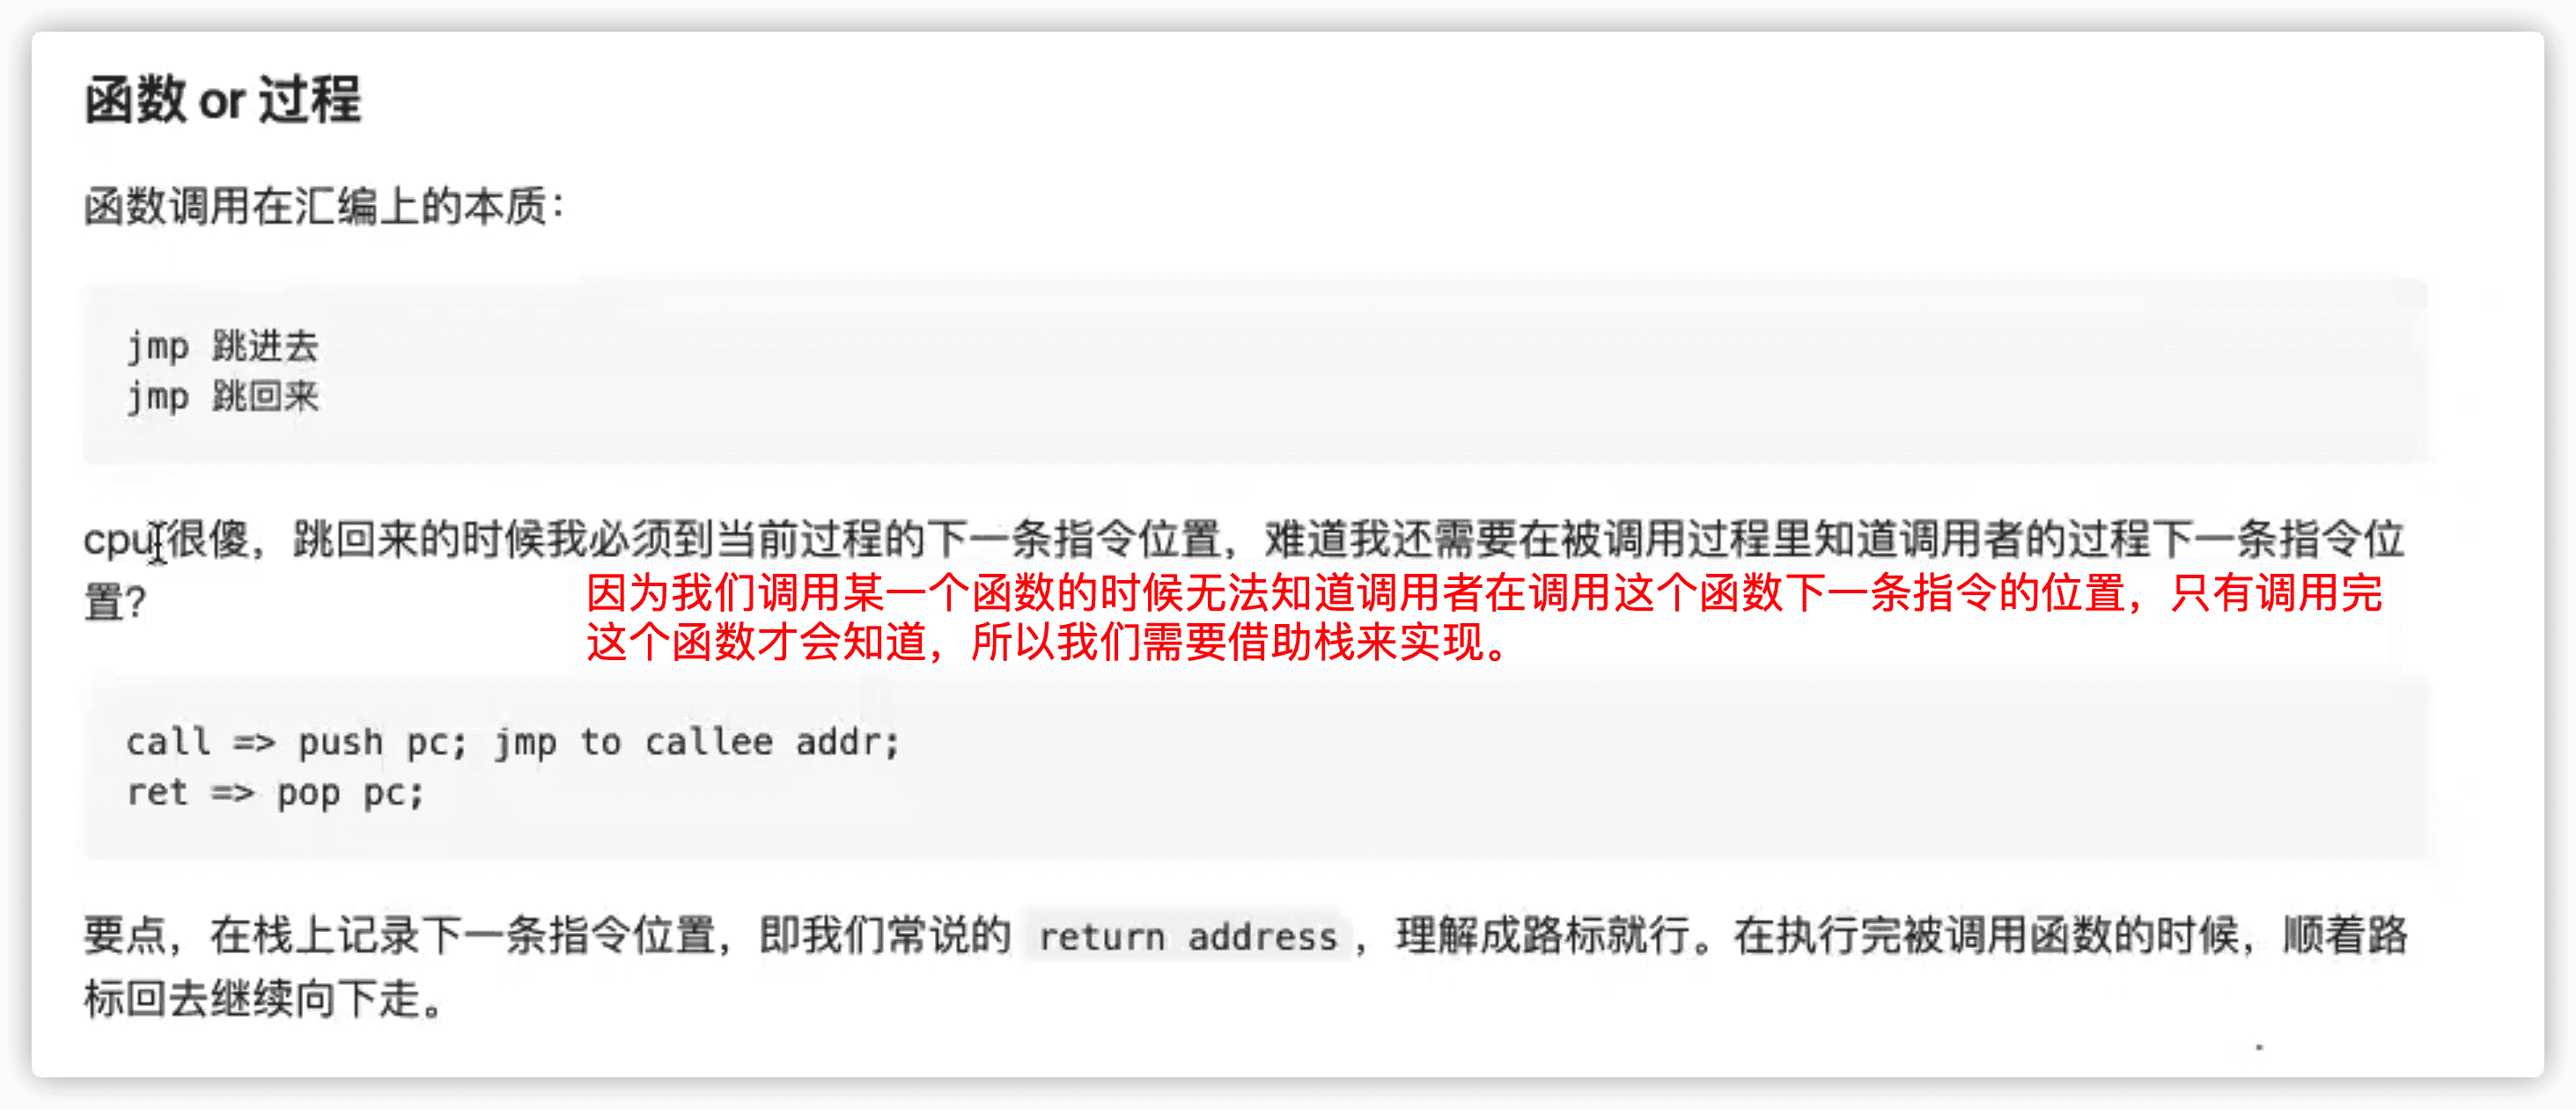 函数 or 过程
函数调用在汇编上的本质：
jmp 跳进去
jmp 跳回来
cpu 很傻，跳回来的时候我必须到当前过程的下一条指令位置，难道我还需要在被调用过程里知道调用者的过程下一条指令位
置？
因为我们调用某一个函数的时候无法知道调用者在调用这个函数下一条指令的位置，只有调用完
这个函数才会知道，所以我们需要借助栈来实现。
call => push pc; jmp to callee addr;
ret => pop pc;
要点，在栈上记录下一条指令位置，即我们常说的 return address ，理解成路标就行。在执行完被调用函数的时候，顺着路
标回去继续向下走。